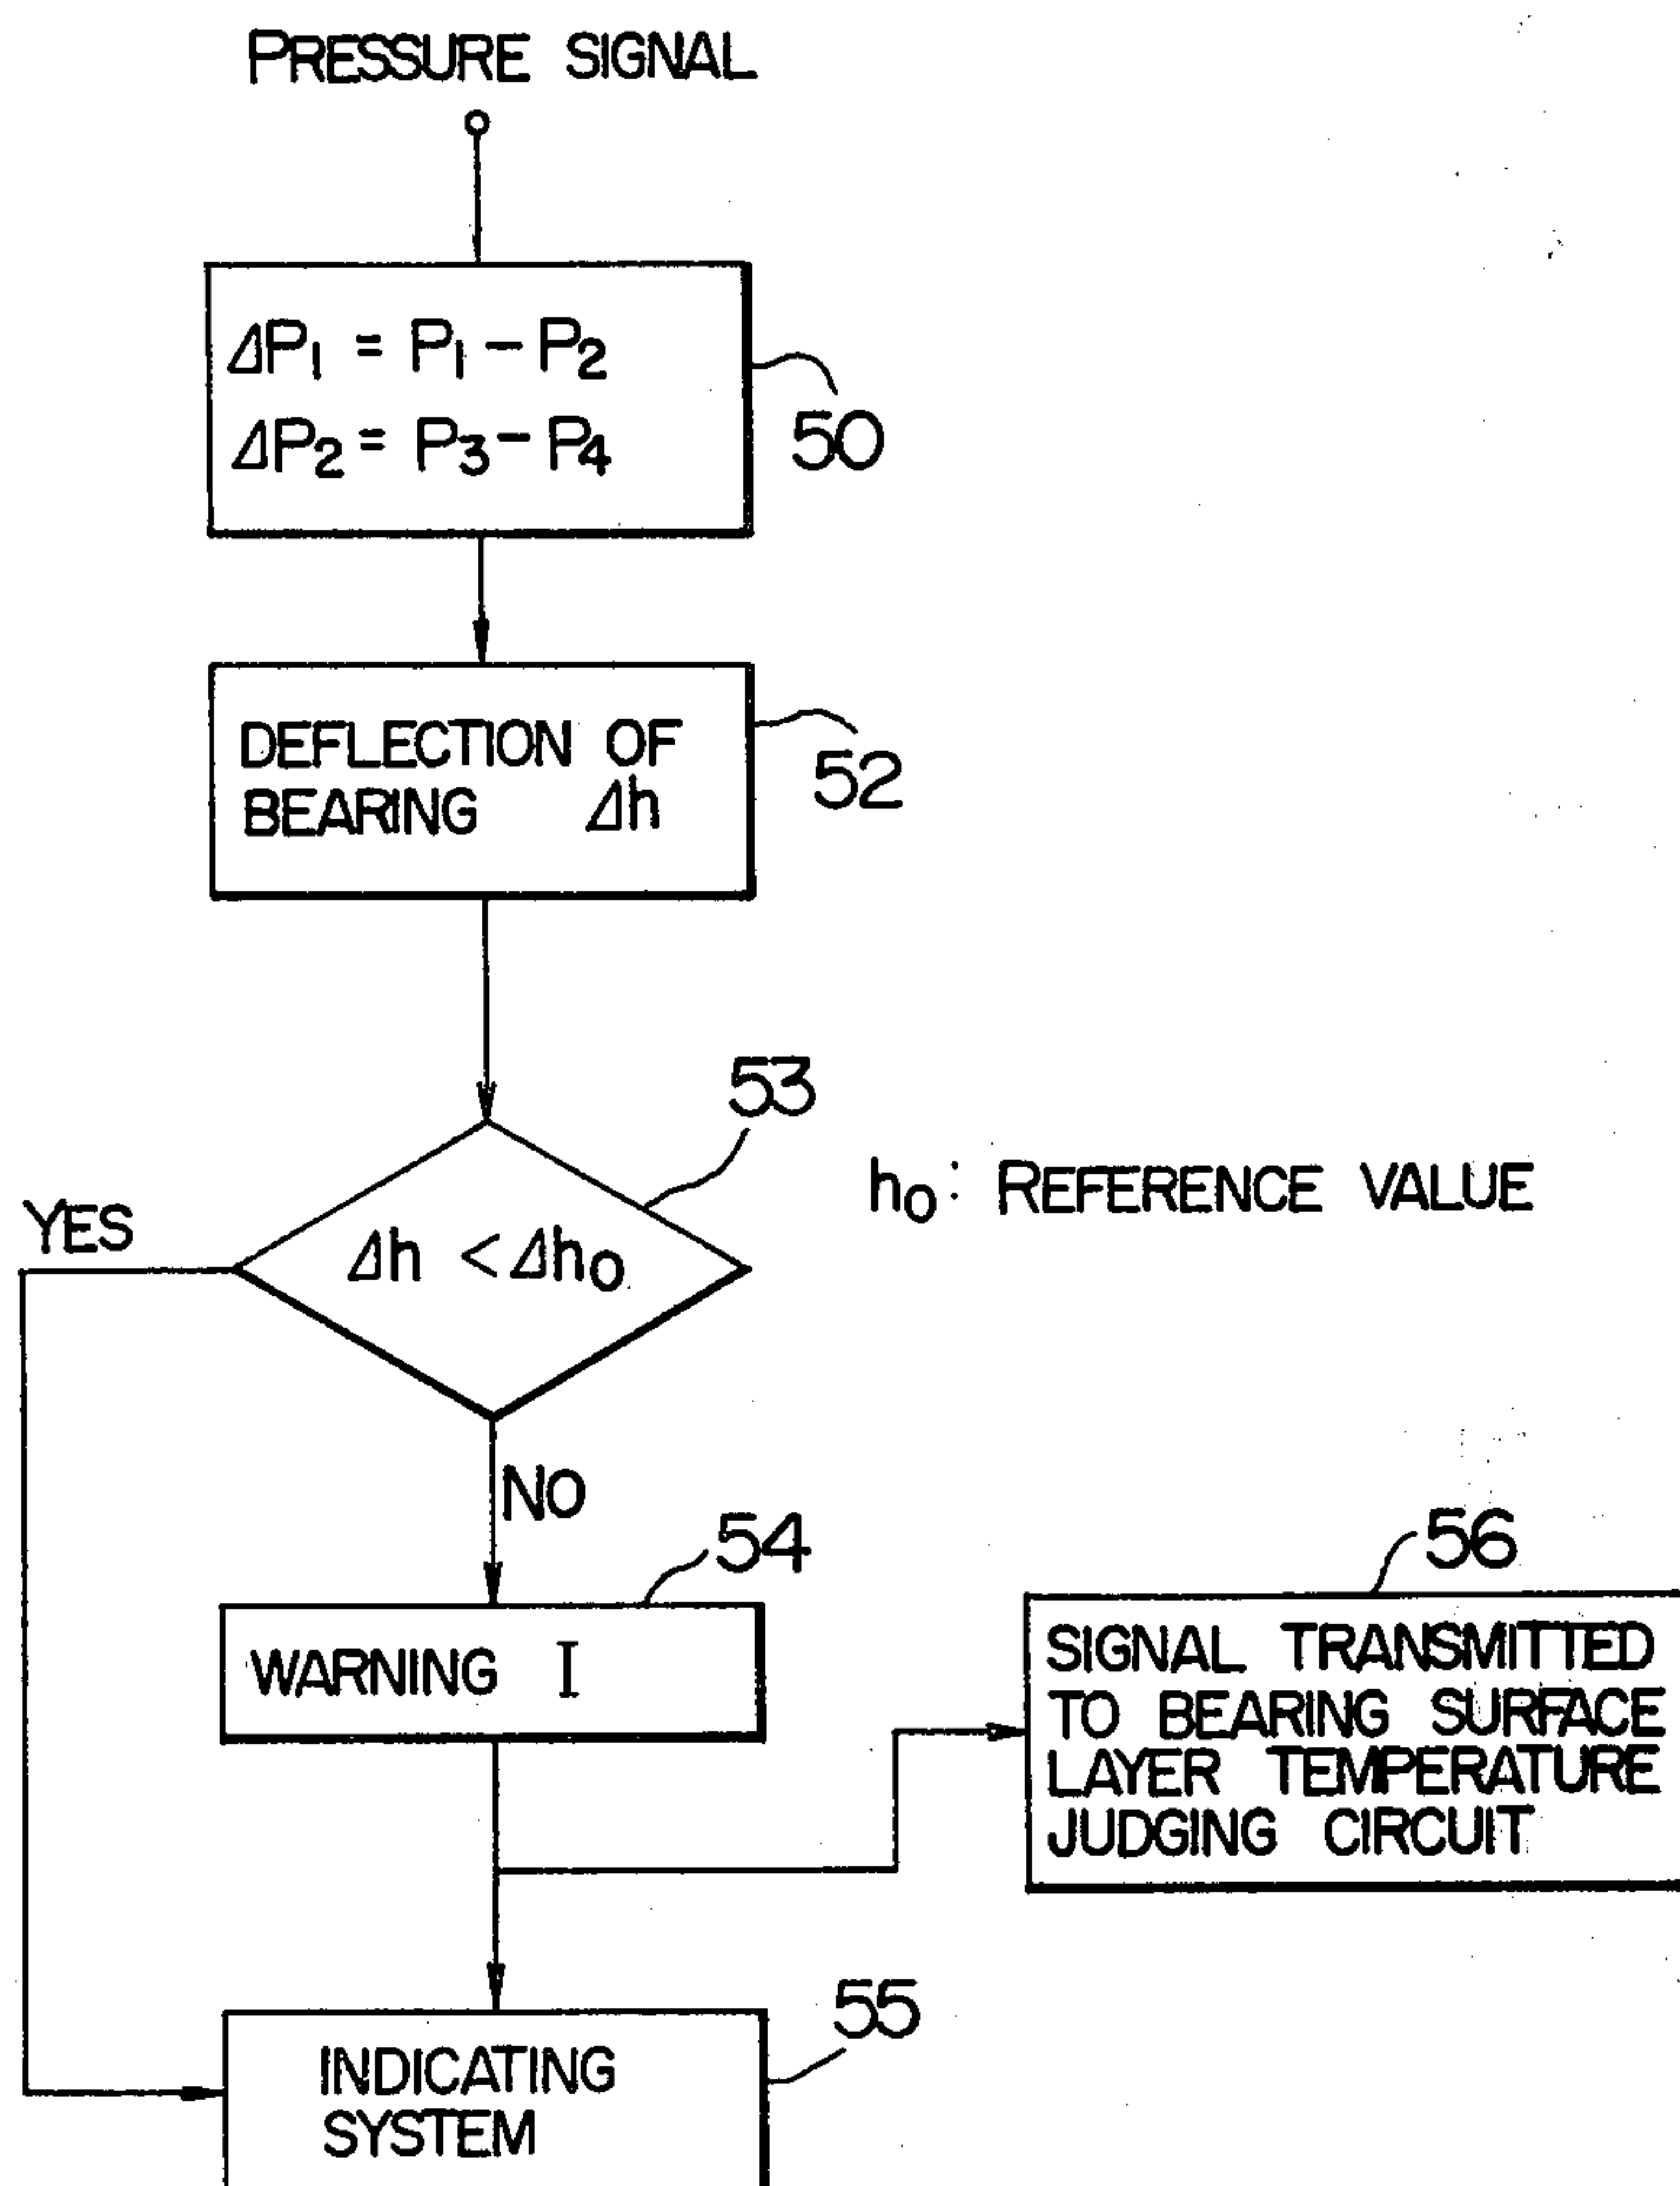 PRESSURE SIGNAL
ΔP₁ = P₁ − P₂
ΔP₂ = P₃ − P₄
50
DEFLECTION OF
BEARING Δh
52
53
YES
Δh < Δh₀
h₀: REFERENCE VALUE
NO
54
WARNING I
56
SIGNAL TRANSMITTED
TO BEARING SURFACE
LAYER TEMPERATURE
JUDGING CIRCUIT
55
INDICATING
SYSTEM